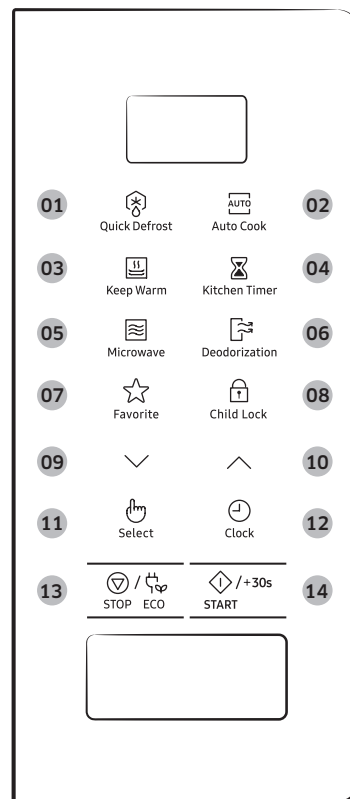 01 AUTO 02
Quick Defrost Auto Cook
03 04
Keep Warm Kitchen Timer
05 06
Microwave Deodorization
07 08
Favorite Child Lock
09 10
11 12
Select Clock
13 / /+30s 14
STOP ECO START